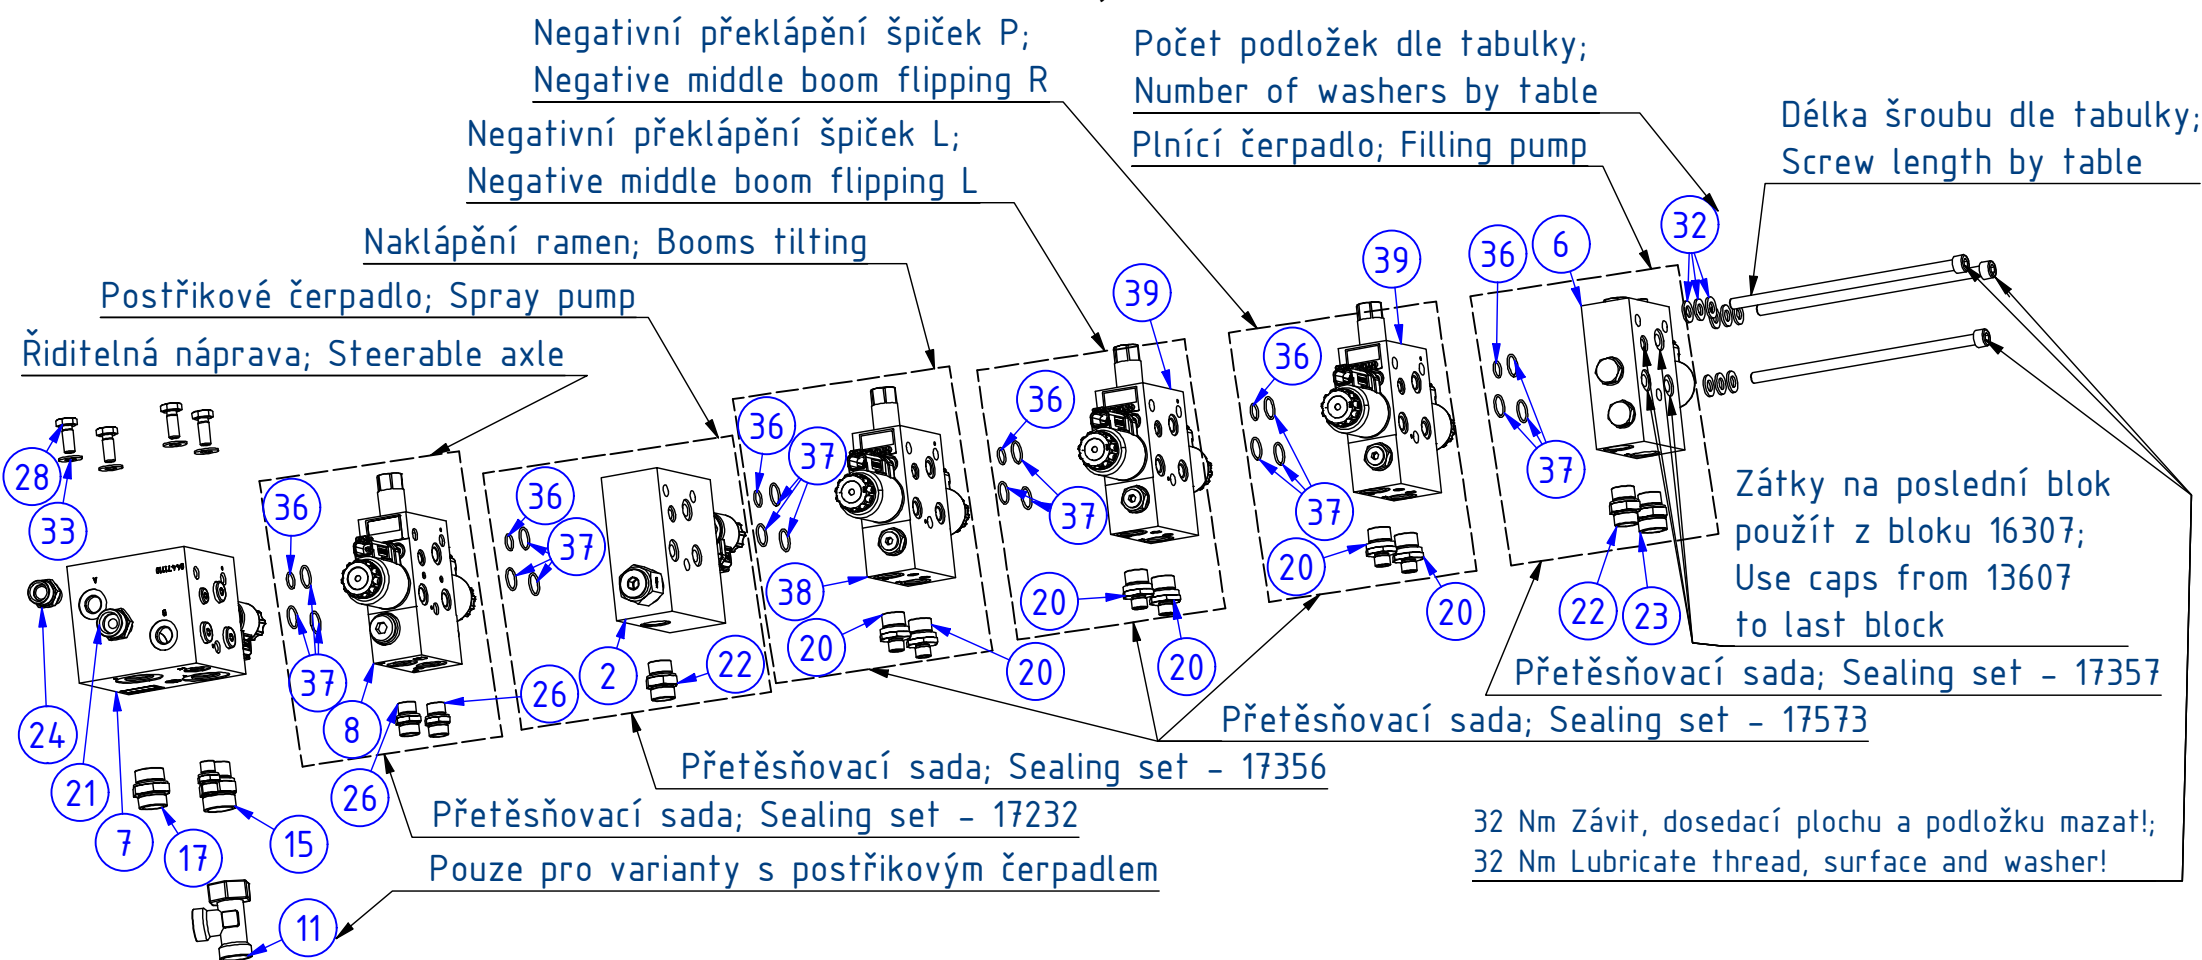 Negativní překlápění špiček P;
Negative middle boom flipping R
Počet podložek dle tabulky;
Number of washers by table
Délka šroubu dle tabulky;
Screw length by table
Negativní překlápění špiček L;
Negative middle boom flipping L
Plnící čerpadlo; Filling pump
Naklápění ramen; Booms tilting
Postřikové čerpadlo; Spray pump
Řiditelná náprava; Steerable axle
32
36
6
39
39
36
36
36
37
36
36
37
37
37
37
37
28
33
38
20
20
20
20
20
20
22
23
2
22
26
8
26
24
21
7
17
15
11
Zátky na poslední blok
použít z bloku 16307;
Use caps from 13607
to last block
Přetěsňovací sada; Sealing set - 17357
Přetěsňovací sada; Sealing set - 17573
Přetěsňovací sada; Sealing set - 17356
Přetěsňovací sada; Sealing set - 17232
Pouze pro varianty s postřikovým čerpadlem
32 Nm Závit, dosedací plochu a podložku mazat!;
32 Nm Lubricate thread, surface and washer!